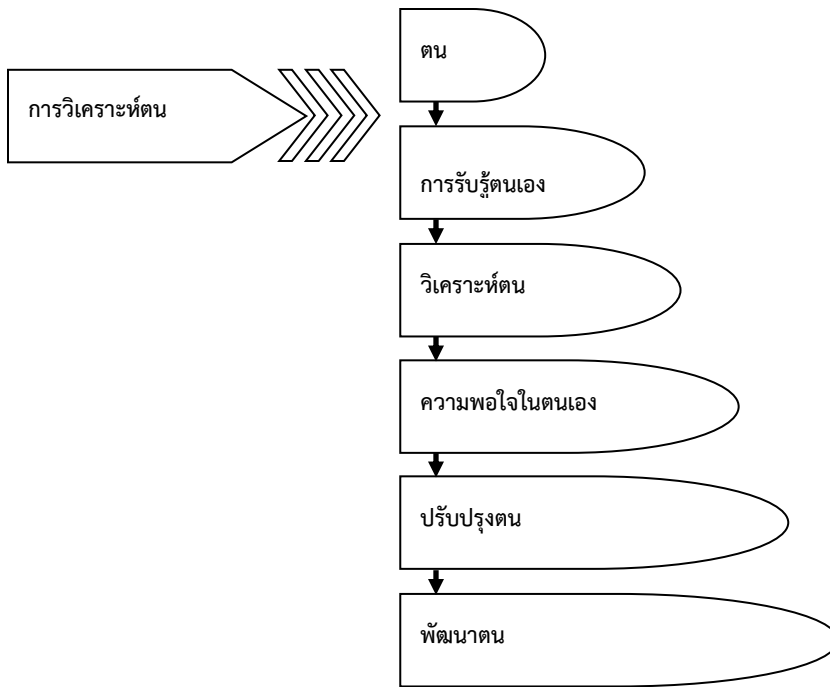 การวิเคราะห์ตน
ตน
การรับรู้ตนเอง
วิเคราะห์ตน
ความพอใจในตนเอง
ปรับปรุงตน
พัฒนาตน